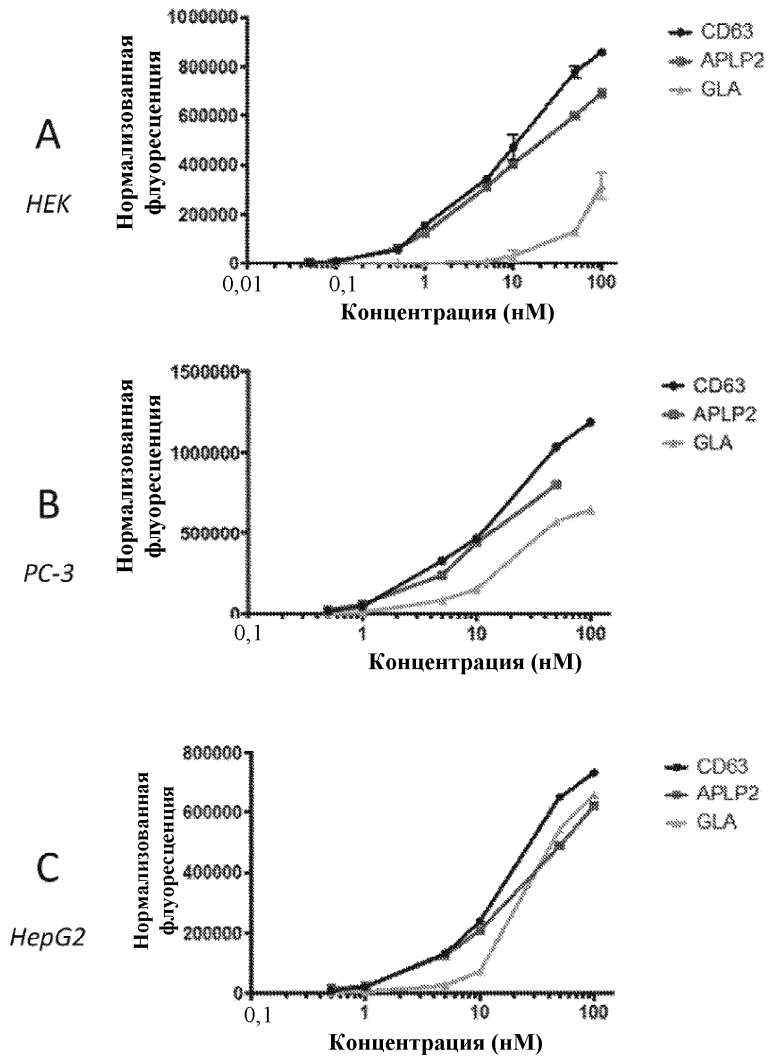 1000000
800000
600000
400000
200000
0
0,01
0,1
1
10
100
Нормализованная
флуоресценция
Концентрация (нМ)
CD63
APLP2
GLA
A
HEK
1500000
1000000
500000
0
0,1
1
10
100
Нормализованная
флуоресценция
Концентрация (нМ)
CD63
APLP2
GLA
B
PC-3
800000
600000
400000
200000
0
0,1
1
10
100
Нормализованная
флуоресценция
Концентрация (нМ)
CD63
APLP2
GLA
C
HepG2